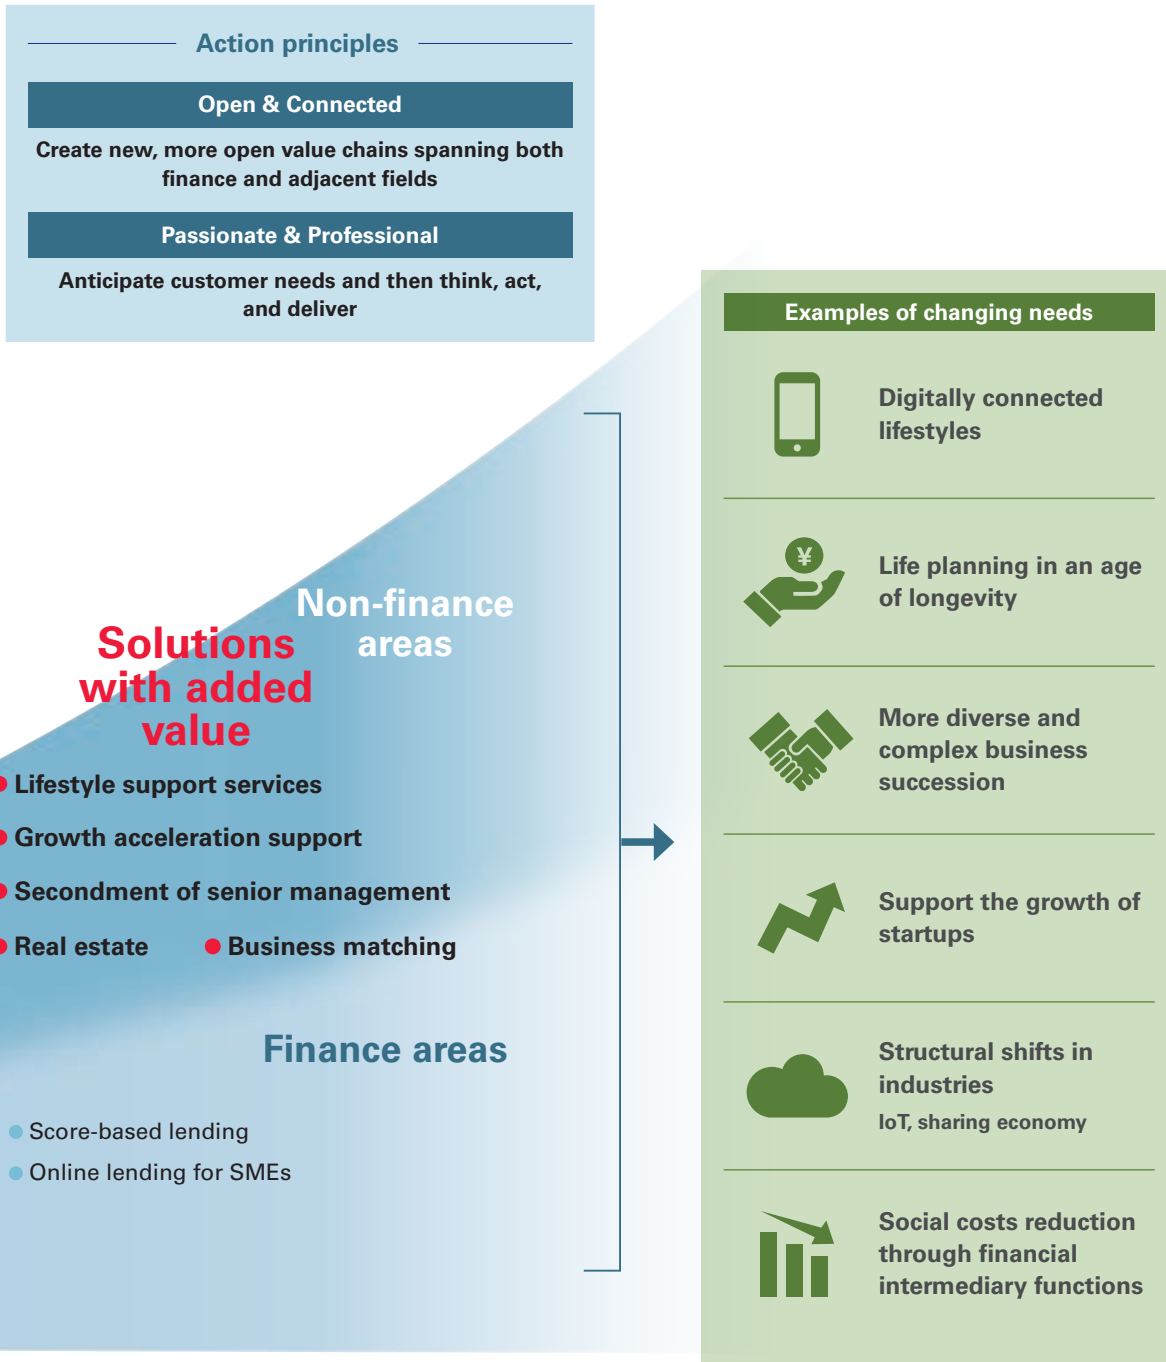 Action principles
Open & Connected
Create new, more open value chains spanning both
finance and adjacent fields
Passionate & Professional
Anticipate customer needs and then think, act,
and deliver
Non-finance
areas
Solutions
with added
value
Lifestyle support services
Growth acceleration support
Secondment of senior management
Real estate
Business matching
Finance areas
Score-based lending
Online lending for SMEs
Examples of changing needs
Digitally connected
lifestyles
¥
Life planning in an age
of longevity
More diverse and
complex business
succession
Support the growth of
startups
Structural shifts in
industries
IoT, sharing economy
Social costs reduction
through financial
intermediary functions